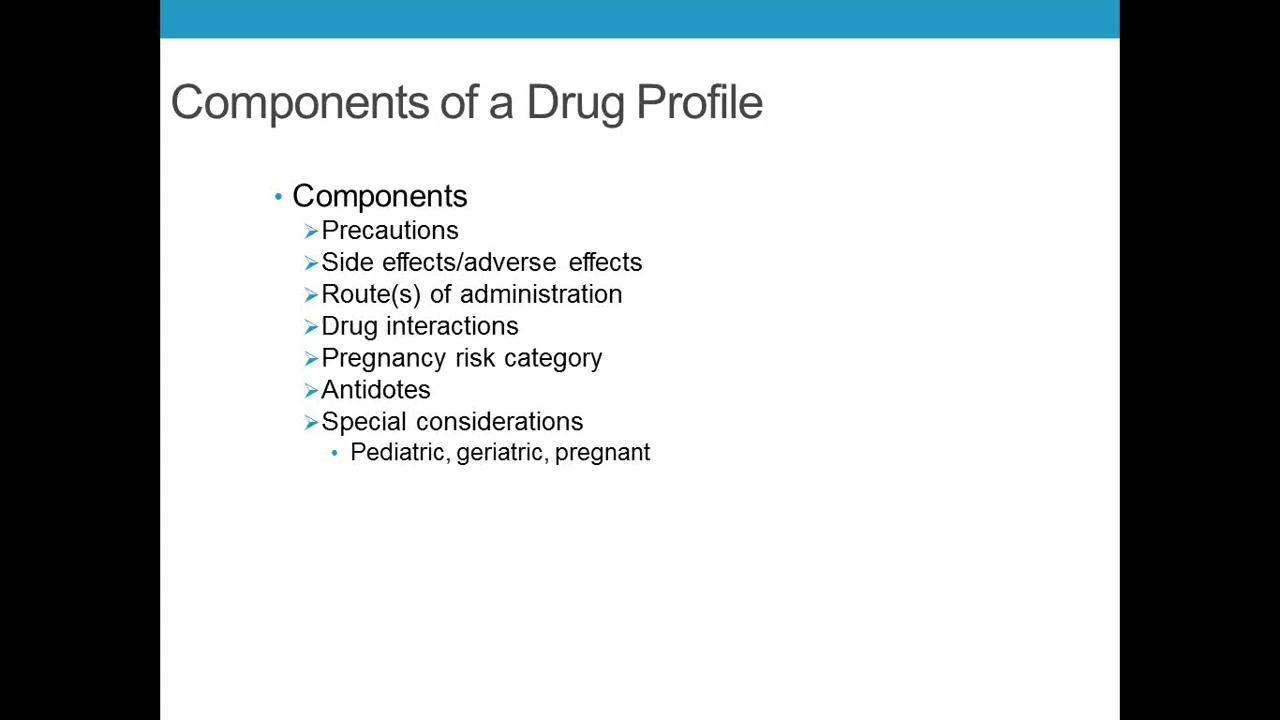 Components of a Drug Profile
• Components
➢Precautions
➢Side effects/adverse effects
➢Route(s) of administration
➢Drug interactions
➢Pregnancy risk category
➢Antidotes
➢Special considerations
• Pediatric, geriatric, pregnant